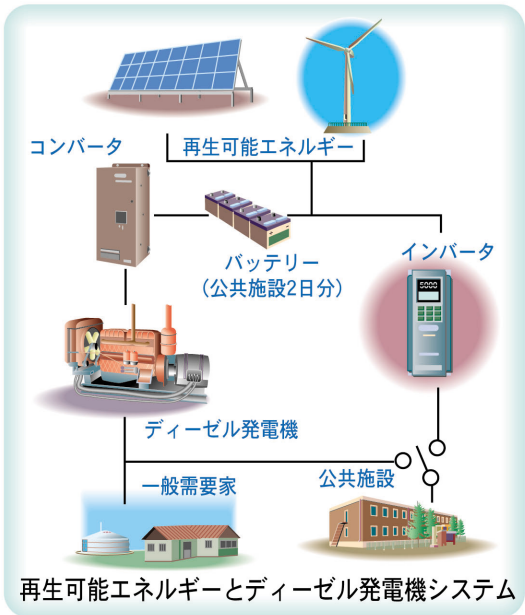 コンバータ
再生可能エネルギー
バッテリー
(公共施設2日分)
インバータ
5000
ディーゼル発電機
一般需要家
公共施設
再生可能エネルギーとディーゼル発電機システム